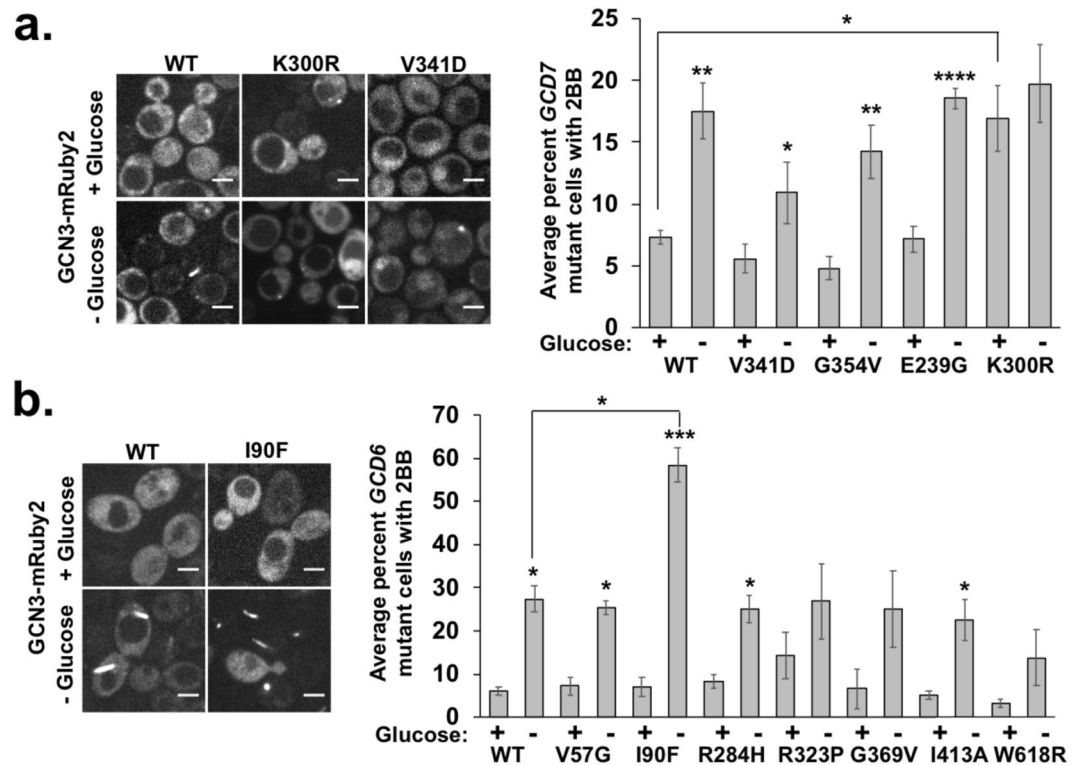 a.
WT K300R V341D
GCN3-mRuby2
+ Glucose
- Glucose
Average percent GCD7
mutant cells with 2BB
25
20
15
10
5
0
*
** * ** ****
Glucose: + - + - + - + - + -
WT V341D G354V E239G K300R
b.
WT I90F
GCN3-mRuby2
+ Glucose
- Glucose
Average percent GCD6
mutant cells with 2BB
70
60
50
40
30
20
10
0
*
***
* * * *
Glucose: + - + - + - + - + - + - + - + -
WT V57G I90F R284H R323P G369V I413A W618R